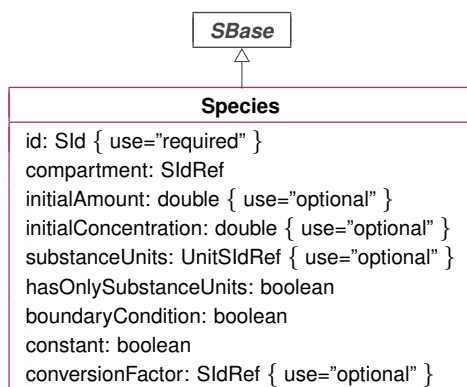 SBase
Species
id: SId { use=”required” }
compartment: SIdRef
initialAmount: double { use=”optional” }
initialConcentration: double { use=”optional” }
substanceUnits: UnitSIdRef { use=”optional” }
hasOnlySubstanceUnits: boolean
boundaryCondition: boolean
constant: boolean
conversionFactor: SIdRef { use=”optional” }